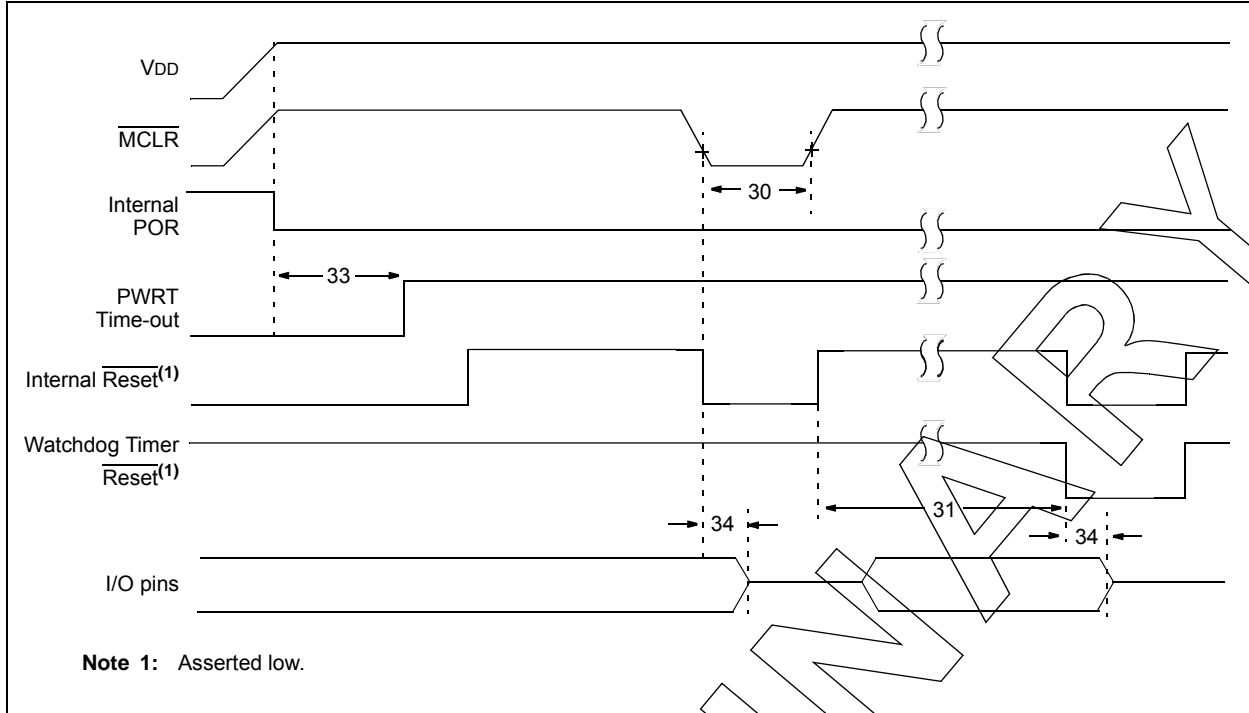 VDD
MCLR
30
Internal
POR
33
PWRT
Time-out
Internal Reset(1)
Watchdog Timer
Reset(1)
31
34
34
I/O pins
Note 1: Asserted low.
INARY